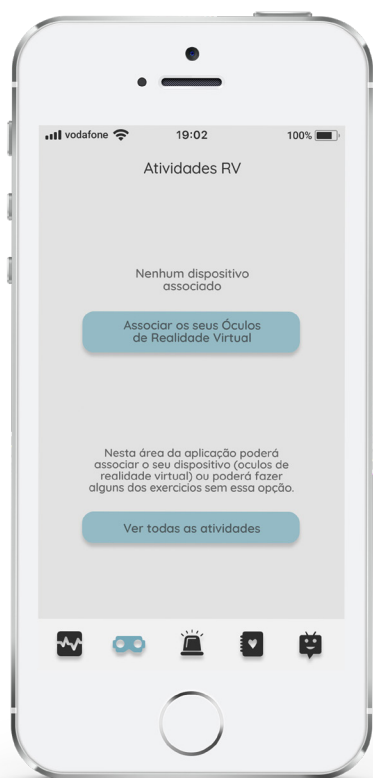 vodafone 19:02 100%
Atividades RV
Nenhum dispositivo
associado
Associar os seus Óculos
de Realidade Virtual
Nesta área da aplicação poderá
associar o seu dispositivo (oculos de
realidade virtual) ou poderá fazer
alguns dos exercicios sem essa opção.
Ver todas as atividades